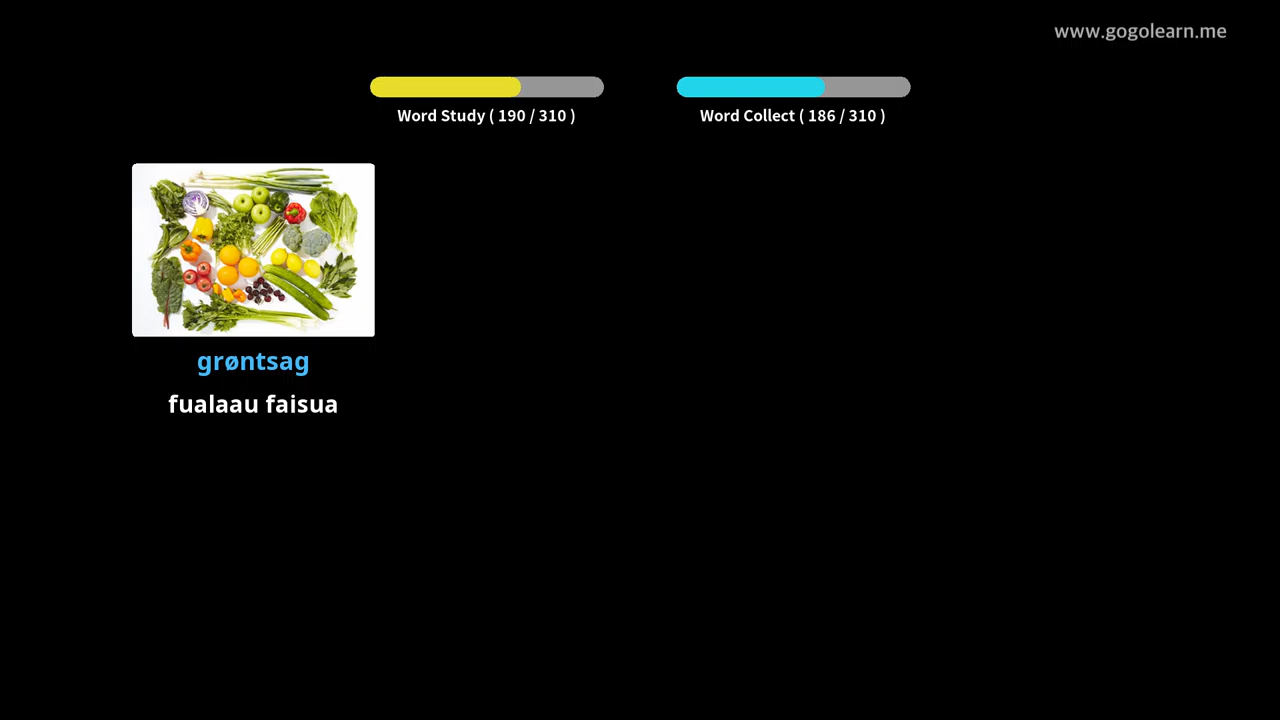 www.gogolearn.me
Word Study ( 190 / 310 )
Word Collect ( 186 / 310 )
grøntsag
fualaau faisua